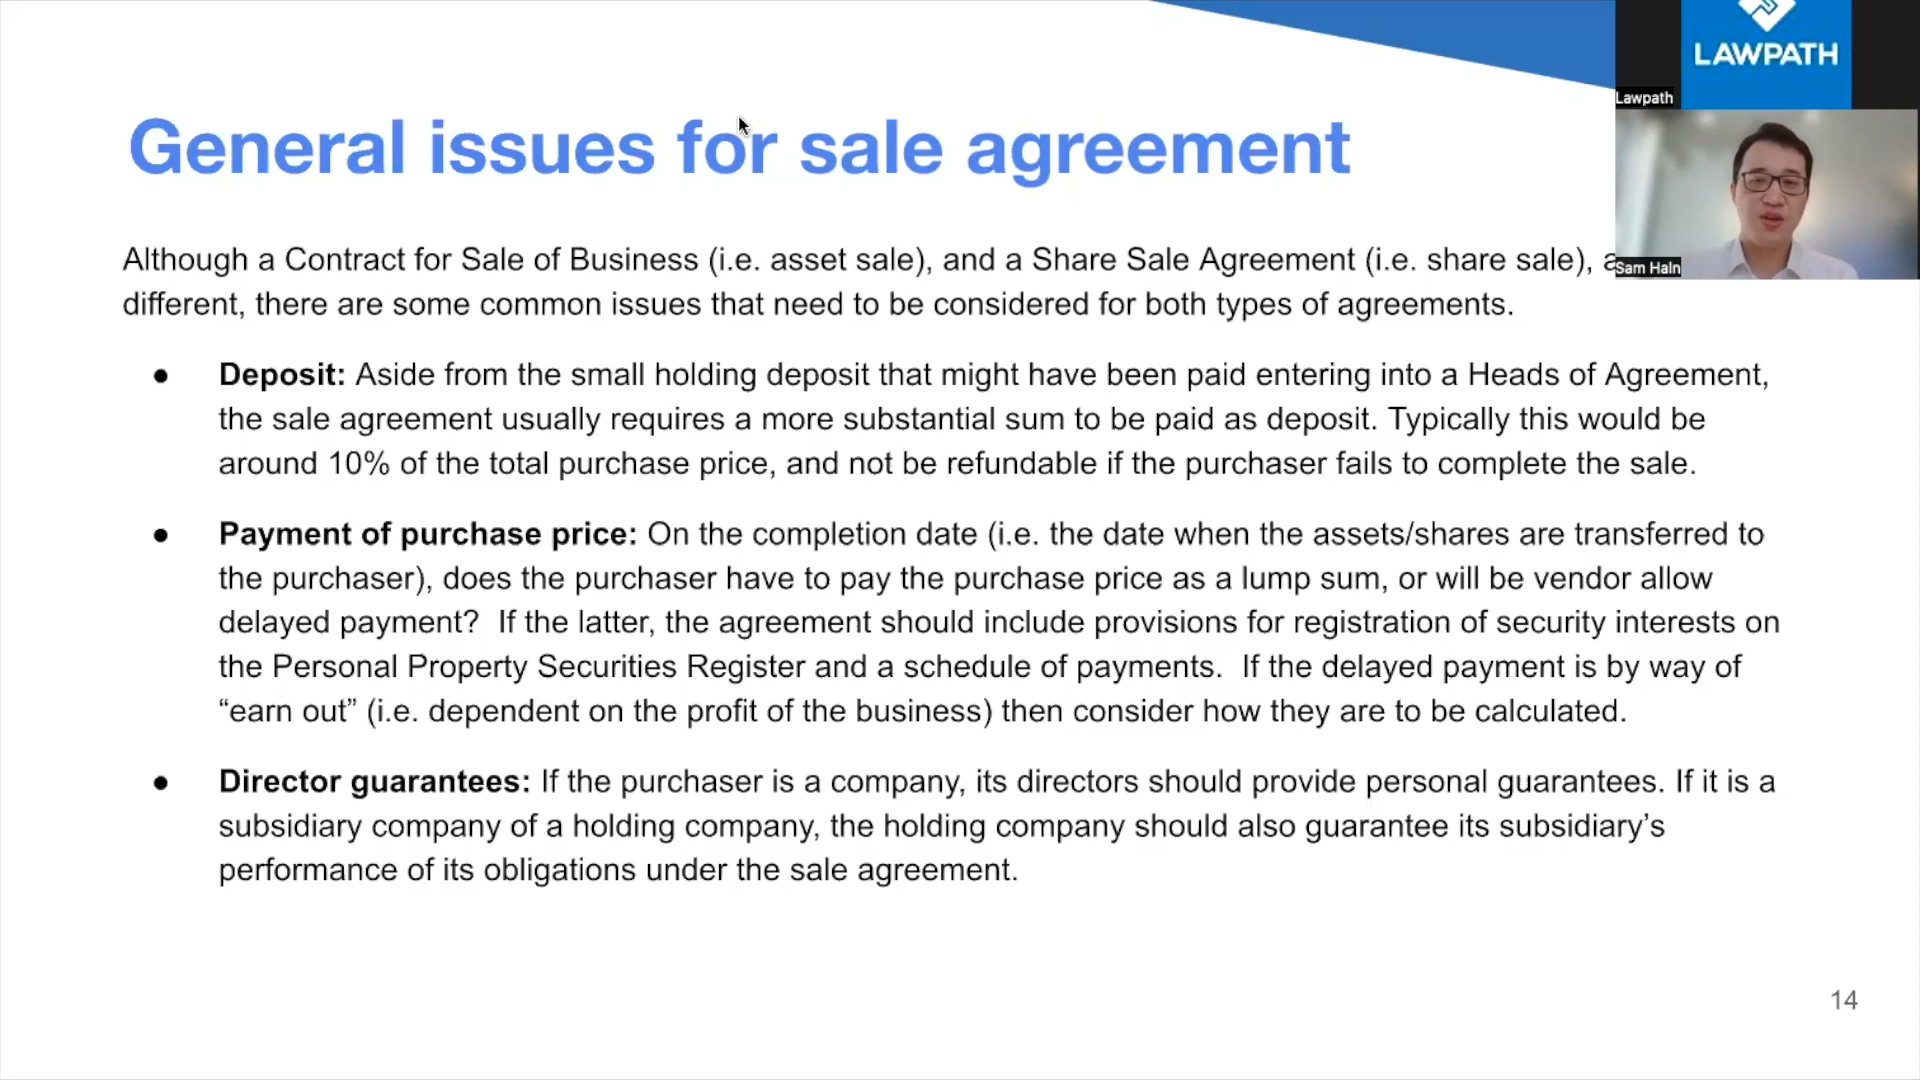 LAWPATH
Lawpath
Sam Haln
General issues for sale agreement
Although a Contract for Sale of Business (i.e. asset sale), and a Share Sale Agreement (i.e. share sale),
different, there are some common issues that need to be considered for both types of agreements.
● Deposit: Aside from the small holding deposit that might have been paid entering into a Heads of Agreement,
the sale agreement usually requires a more substantial sum to be paid as deposit. Typically this would be
around 10% of the total purchase price, and not be refundable if the purchaser fails to complete the sale.
● Payment of purchase price: On the completion date (i.e. the date when the assets/shares are transferred to
the purchaser), does the purchaser have to pay the purchase price as a lump sum, or will be vendor allow
delayed payment?  If the latter, the agreement should include provisions for registration of security interests on
the Personal Property Securities Register and a schedule of payments.  If the delayed payment is by way of
“earn out” (i.e. dependent on the profit of the business) then consider how they are to be calculated.
● Director guarantees: If the purchaser is a company, its directors should provide personal guarantees. If it is a
subsidiary company of a holding company, the holding company should also guarantee its subsidiary’s
performance of its obligations under the sale agreement.
14